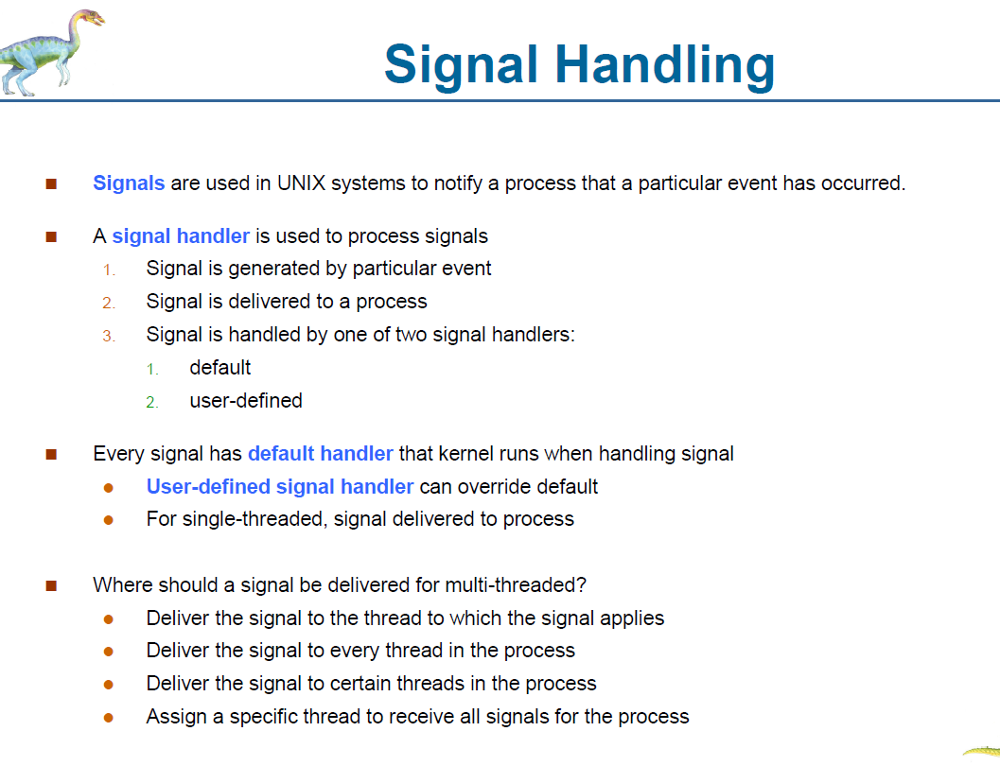 Signal Handling
Signals are used in UNIX systems to notify a process that a particular event has occurred.
A signal handler is used to process signals
1. Signal is generated by particular event
2. Signal is delivered to a process
3. Signal is handled by one of two signal handlers:
1. default
2. user-defined
Every signal has default handler that kernel runs when handling signal
User-defined signal handler can override default
For single-threaded, signal delivered to process
Where should a signal be delivered for multi-threaded?
Deliver the signal to the thread to which the signal applies
Deliver the signal to every thread in the process
Deliver the signal to certain threads in the process
Assign a specific thread to receive all signals for the process